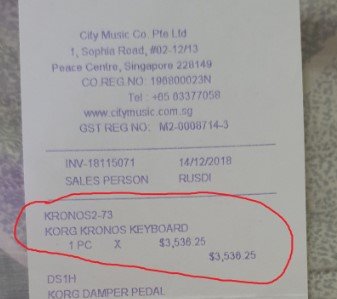 City Music Co. Pte Ltd
1, Sophia Road, #02-12/13
Peace Centre, Singapore 228149
CO REG NO: 196800023N
Tel : +65 63377058
www.citymusic.com.sg
GST REG NO: M2-0008714-3
INV-18115071 14/12/2018
SALES PERSON RUSDI
KRONOS2-73
KORG KRONOS KEYBOARD
1 PC X $3,536.25
$3,536.25
DS1H
KORG DAMPER PEDAL